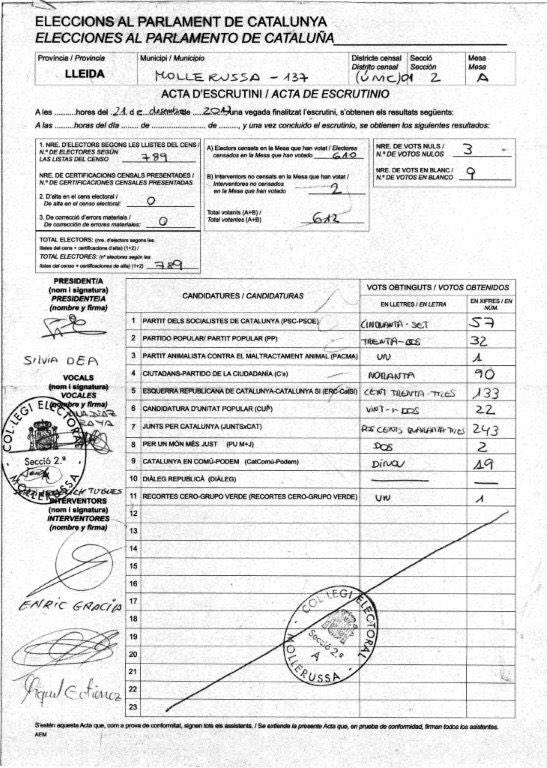 ELECCIONS AL PARLAMENT DE CATALUNYA
ELECCIONES AL PARLAMENTO DE CATALUÑA
Província / Provincia
LLEIDA
Municipi / Municipio
MOLLERUSSA - 137
Districte censal
Distrito censal
(ÚNIC) 01
Secció
Sección
2
Mesa
Mesa
A
ACTA D'ESCRUTINI / ACTA DE ESCRUTINIO
A les ..........hores del 21 de desembre de 2017, una vegada finalitzat l'escrutini, s'obtenen els resultats següents:
A las ..........horas del día ....... de ................... de ........, y una vez concluido el escrutinio, se obtienen los siguientes resultados:
1. NRE. D'ELECTORS SEGONS LES LLISTES DEL CENS /
N.º DE ELECTORES SEGÚN
LAS LISTAS DEL CENSO
789
NRE. DE CERTIFICACIONS CENSALS PRESENTADES /
N.º DE CERTIFICACIONES CENSALES PRESENTADAS
2. D'alta en el cens electoral /
De alta en el censo electoral:
0
3. De correcció d'errors materials /
De corrección de errores materiales:
0
TOTAL ELECTORS: (nre. d'electors segons les
llistes del cens + certificacions d'alta) (1+2) /
TOTAL ELECTORES: (nº electores según las
listas del censo + certificaciones de alta) (1+2)
789
A) Electors censats en la Mesa que han votat / Electores
censados en la Mesa que han votado
610
B) Interventors no censats en la Mesa que han votat /
Interventores no censados
en la Mesa que han votado
2
Total votants (A+B) /
Total votantes (A+B)
612
NRE. DE VOTS NULS /
N.º DE VOTOS NULOS
3
NRE. DE VOTS EN BLANC /
N.º DE VOTOS EN BLANCO
9
PRESIDENT/A
(nom i signatura)
PRESIDENTE/A
(nombre y firma)
SILVIA DEA
VOCALS
(nom i signatura)
VOCALES
(nombre y firma)
COL·LEGI ELECTORAL
Secció 2.ª
MOLLERUSSA
INTERVENTORS
(nom i signatura)
INTERVENTORES
(nombre y firma)
ENRIC GRACIA
Miquel Gutiérrez
CANDIDATURES / CANDIDATURAS
VOTS OBTINGUTS / VOTOS OBTENIDOS
EN LLETRES / EN LETRA
EN XIFRES / EN NÚM.
1 PARTIT DELS SOCIALISTES DE CATALUNYA (PSC-PSOE) CINQUANTA-SET 57
2 PARTIDO POPULAR/ PARTIT POPULAR (PP) TRENTA-DOS 32
3 PARTIT ANIMALISTA CONTRA EL MALTRACTAMENT ANIMAL (PACMA) UN 1
4 CIUTADANS-PARTIDO DE LA CIUDADANÍA (C's) NORANTA 90
5 ESQUERRA REPUBLICANA DE CATALUNYA-CATALUNYA SÍ (ERC-CatSí) CENT TRENTA-TRES 133
6 CANDIDATURA D'UNITAT POPULAR (CUP) VINT-I-DOS 22
7 JUNTS PER CATALUNYA (JUNTSxCAT) DOS CENTS QUARANTA-TRES 243
8 PER UN MÓN MÉS JUST (PU M+J) DOS 2
9 CATALUNYA EN COMÚ-PODEM (CatComú-Podem) DINOU 19
10 DIÀLEG REPUBLICÀ (DIÀLEG)
11 RECORTES CERO-GRUPO VERDE (RECORTES CERO-GRUPO VERDE) UN 1
12
13
14
15
16
17
18
19
20
21
22
23
COL·LEGI ELECTORAL
Secció 2.ª
A
MOLLERUSSA
S'estén aquesta Acta que, com a prova de conformitat, signen tots els assistents. / Se extiende la presente Acta que, en prueba de conformidad, firman todos los asistentes.
AEM